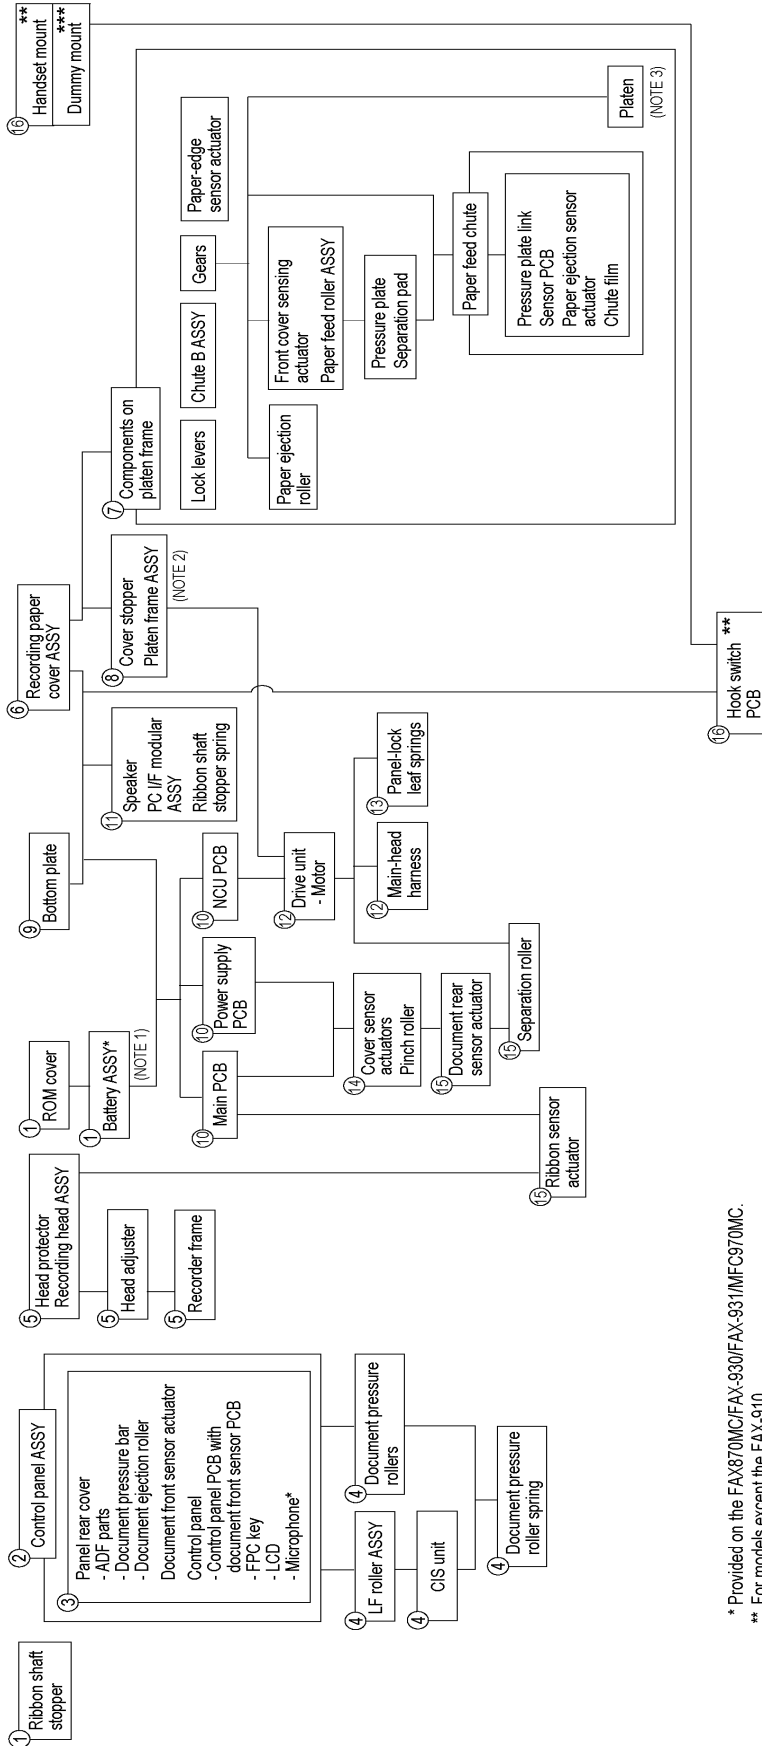 ① Ribbon shaft
stopper
② Control panel ASSY
③ Panel rear cover
- ADF parts
- Document pressure bar
- Document ejection roller
Document front sensor actuator
Control panel
- Control panel PCB with
document front sensor PCB
- FPC key
- LCD
- Microphone*
④ LF roller ASSY
④ CIS unit
④ Document pressure
rollers
④ Document pressure
roller spring
⑤ Head protector
Recording head ASSY
⑤ Head adjuster
⑤ Recorder frame
① ROM cover
① Battery ASSY*
(NOTE 1)
⑩ Main PCB
⑩ Power supply
PCB
⑩ NCU PCB
⑭ Cover sensor
actuators
Pinch roller
⑮ Document rear
sensor actuator
⑮ Separation roller
⑮ Ribbon sensor
actuator
⑨ Bottom plate
⑪ Speaker
PC I/F modular
ASSY
Ribbon shaft
stopper spring
⑫ Drive unit
- Motor
⑫ Main-head
harness
⑬ Panel-lock
leaf springs
⑥ Recording paper
cover ASSY
⑧ Cover stopper
Platen frame ASSY
(NOTE 2)
⑦ Components on
platen frame
Lock levers
Chute B ASSY
Gears
Paper-edge
sensor actuator
Paper ejection
roller
Front cover sensing
actuator
Paper feed roller ASSY
Pressure plate
Separation pad
Paper feed chute
Pressure plate link
Sensor PCB
Paper ejection sensor
actuator
Chute film
Platen
(NOTE 3)
⑯ **
Handset mount
***
Dummy mount
⑯ Hook switch **
PCB
* Provided on the FAX870MC/FAX-930/FAX-931/MFC970MC.
** For models except the FAX-910